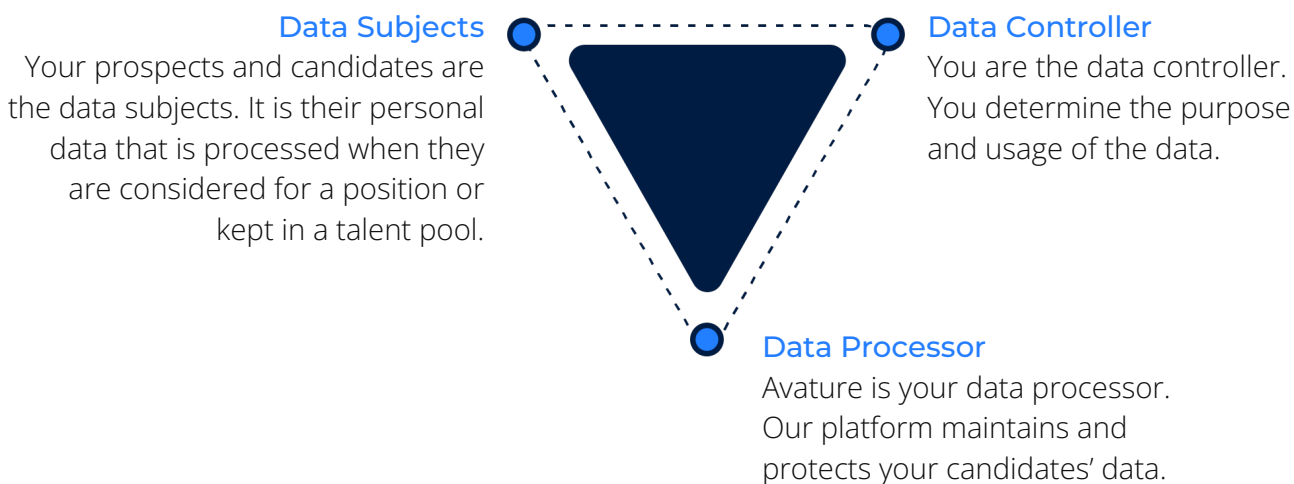 Data Subjects
Your prospects and candidates are
the data subjects. It is their personal
data that is processed when they
are considered for a position or
kept in a talent pool.
Data Controller
You are the data controller.
You determine the purpose
and usage of the data.
Data Processor
Avature is your data processor.
Our platform maintains and
protects your candidates’ data.